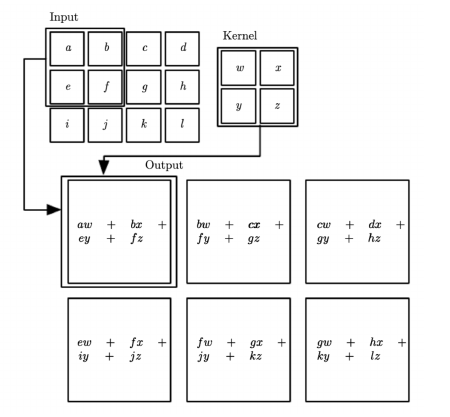 Input
a b c d
Kernel
w x
e f g h
y z
i j k l
Output
aw + bx +
ey + fz
bw + cx +
fy + gz
cw + dx +
gy + hz
ew + fx +
iy + jz
fw + gx +
jy + kz
gw + hx +
ky + lz